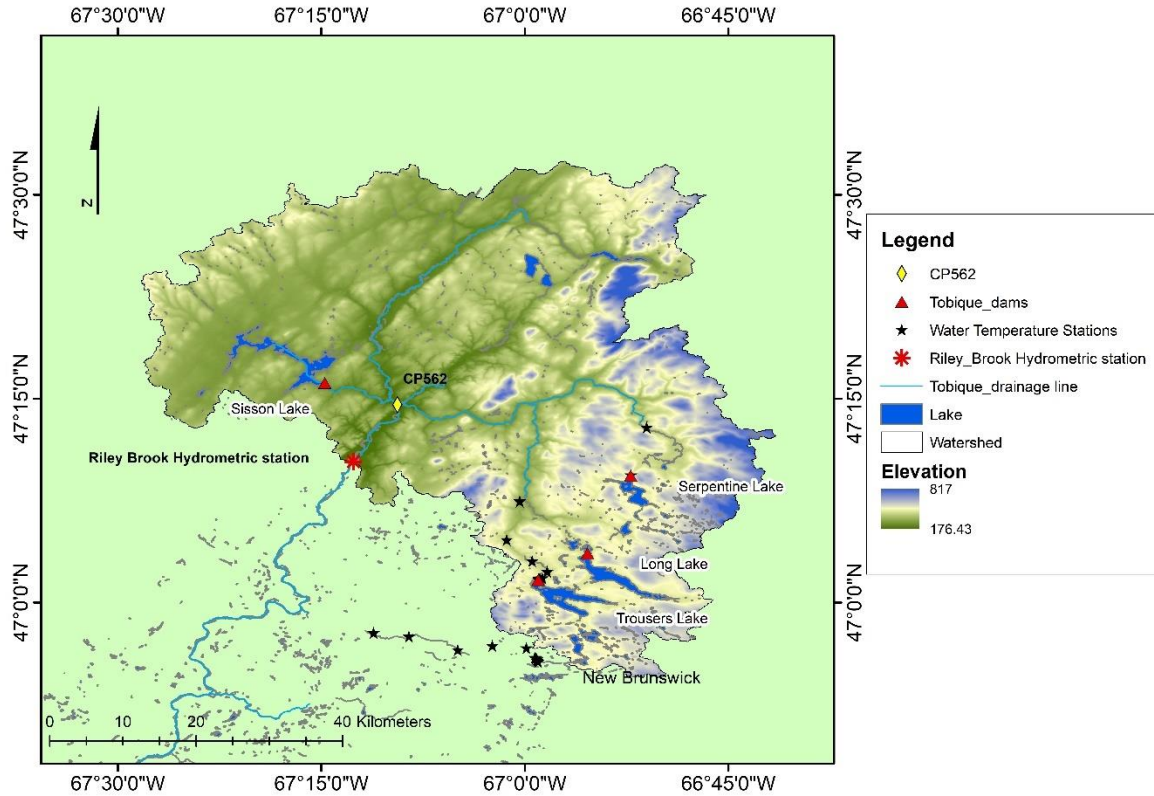 67°30'0"W 67°15'0"W 67°0'0"W 66°45'0"W
47°30'0"N 47°30'0"N
N
CP562
47°15'0"N 47°15'0"N
Sisson Lake
Riley Brook Hydrometric station
Serpentine Lake
Long Lake
47°0'0"N 47°0'0"N
Trousers Lake
New Brunswick
0 10 20 40 Kilometers
67°30'0"W 67°15'0"W 67°0'0"W 66°45'0"W
Legend
CP562
Tobique_dams
Water Temperature Stations
Riley_Brook Hydrometric station
Tobique_drainage line
Lake
Watershed
Elevation
817
176.43